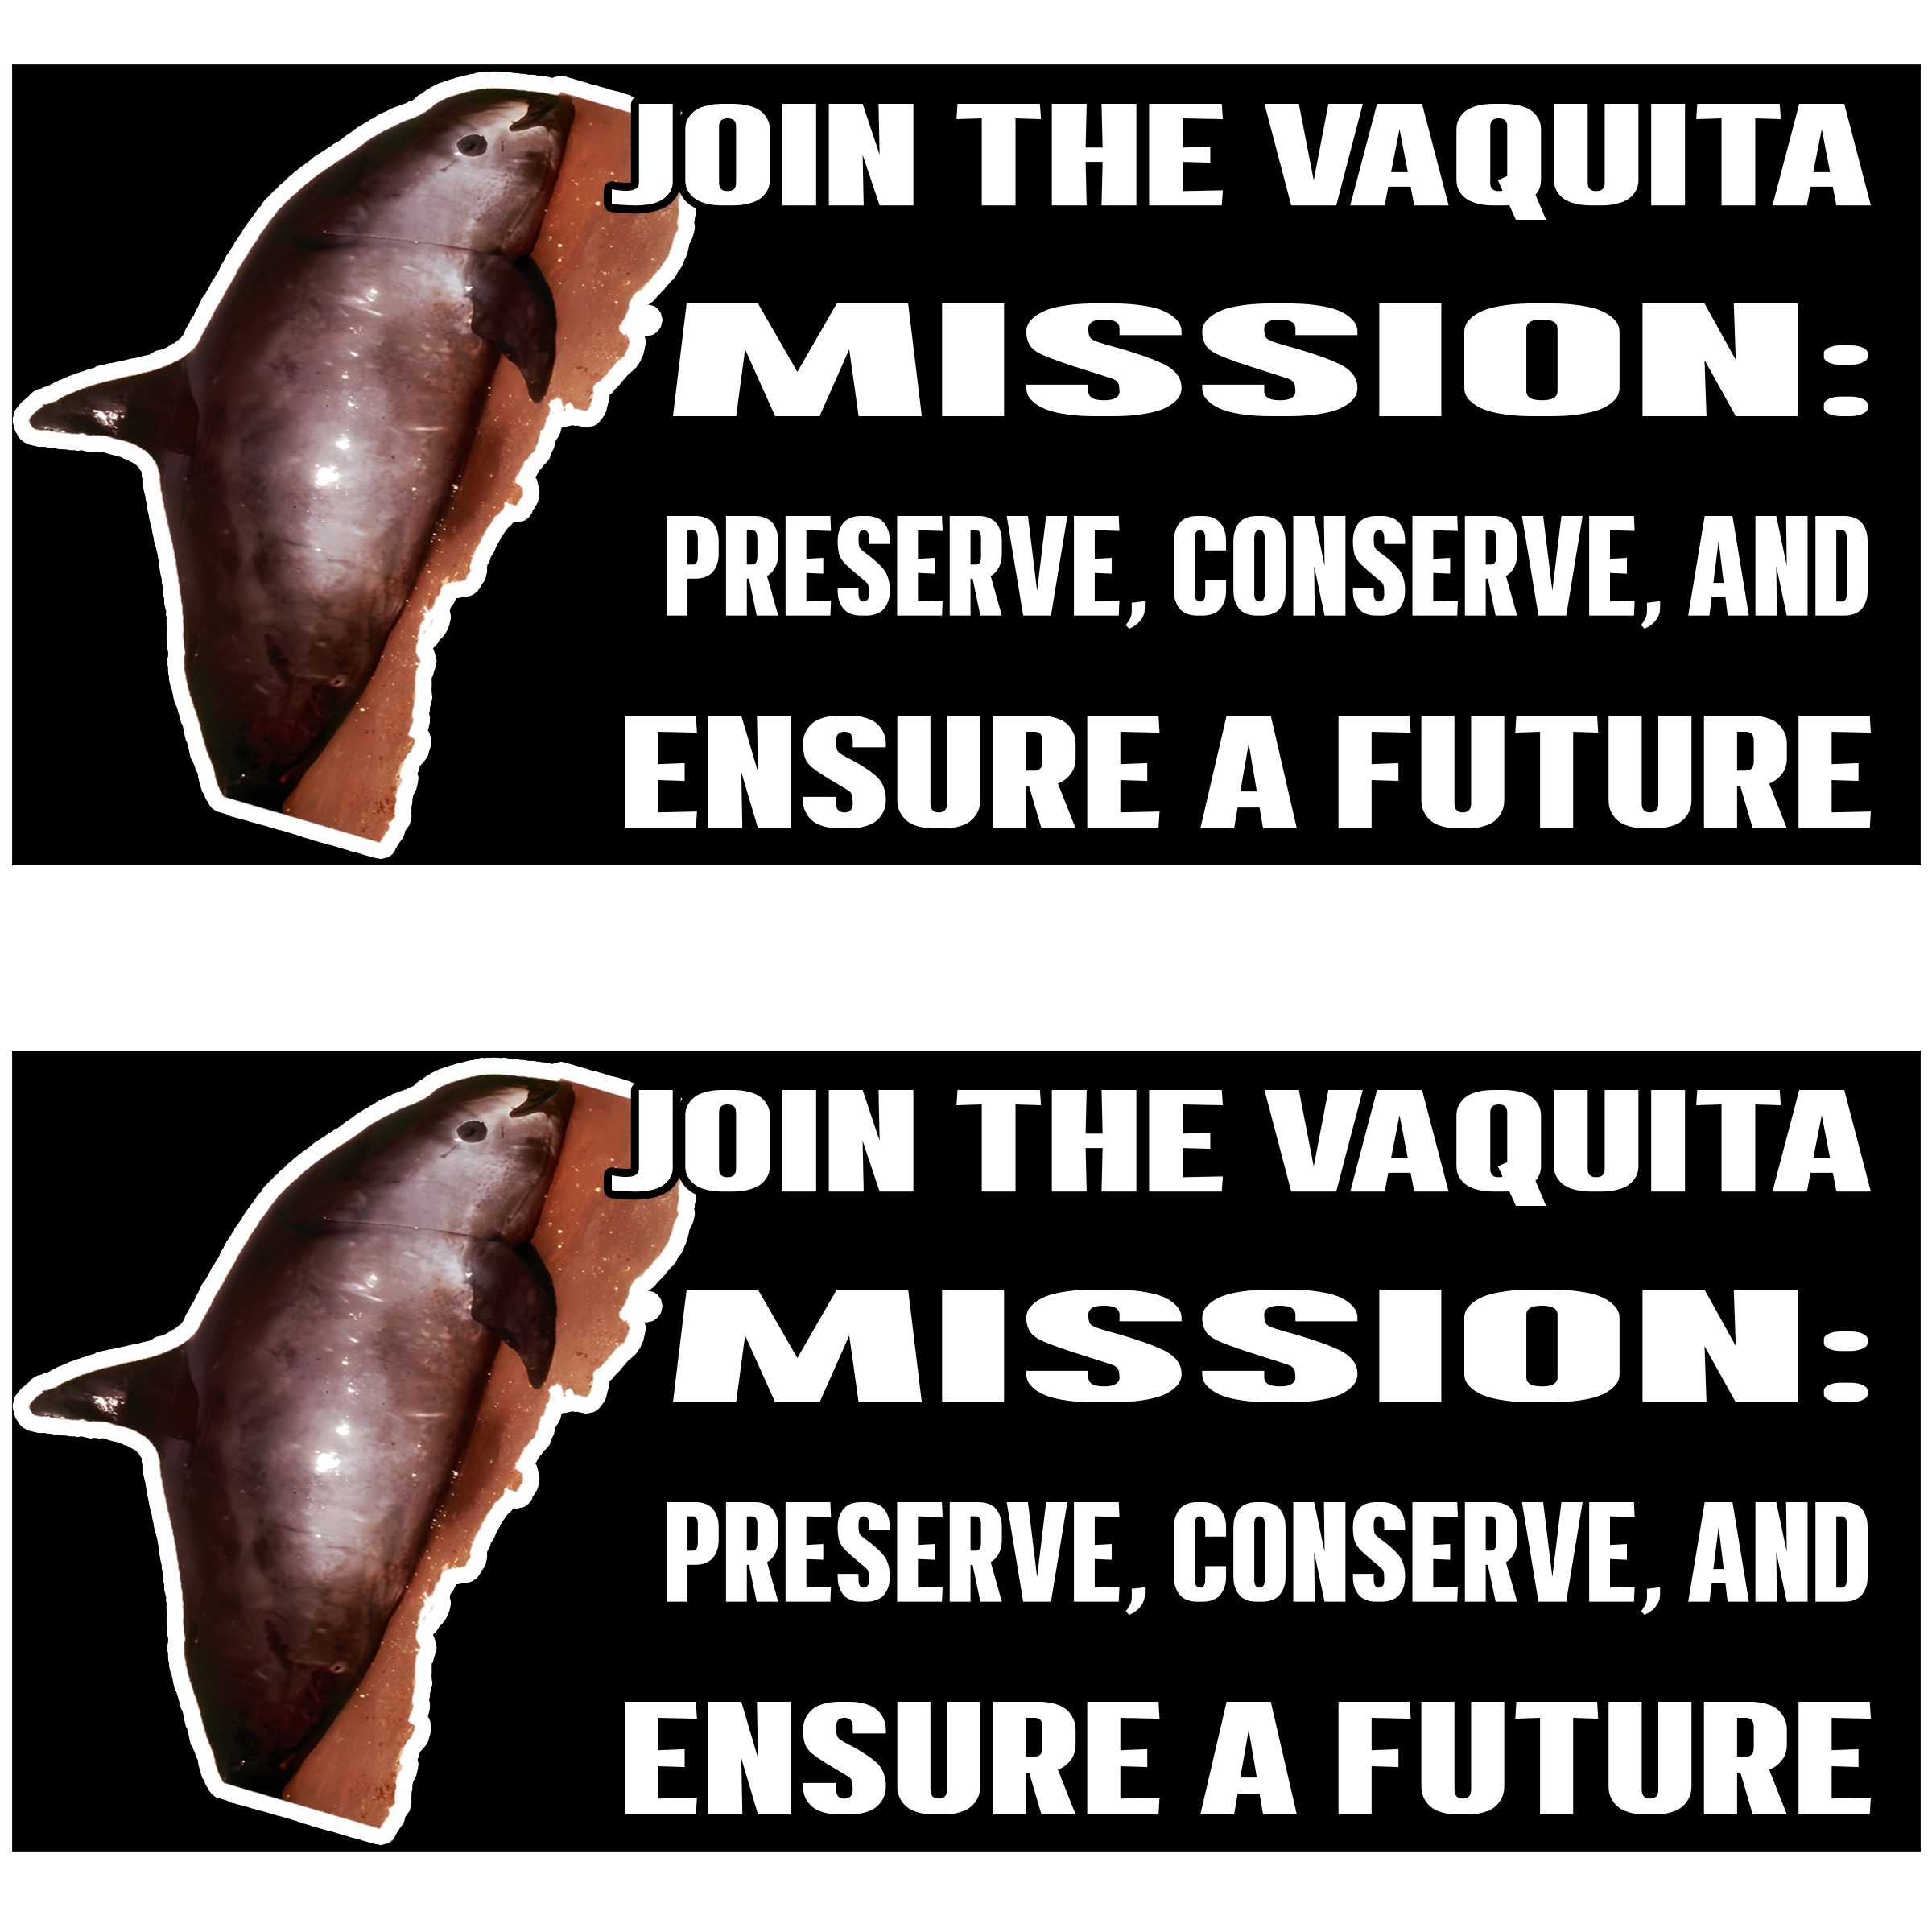 JOIN THE VAQUITA
MISSION:
PRESERVE, CONSERVE, AND
ENSURE A FUTURE
JOIN THE VAQUITA
MISSION:
PRESERVE, CONSERVE, AND
ENSURE A FUTURE